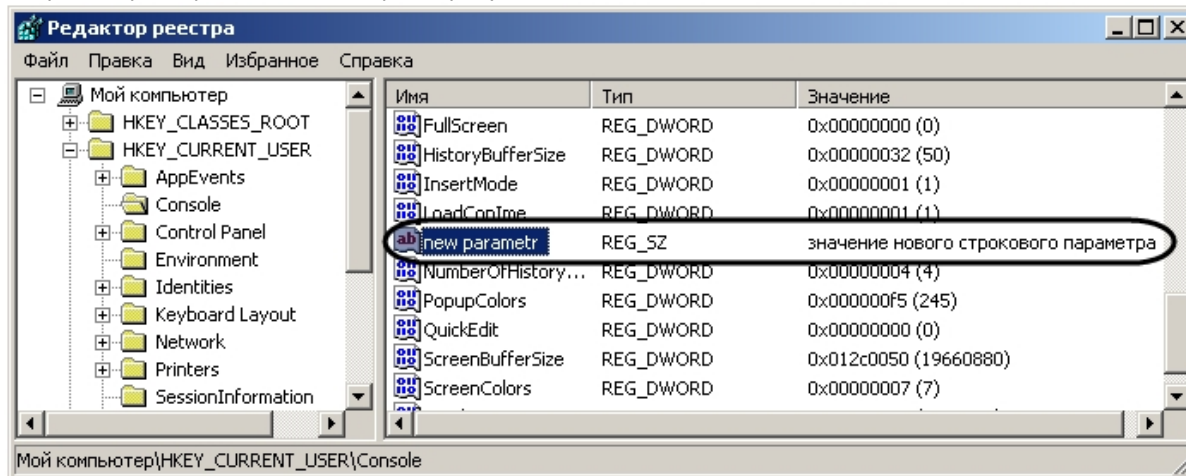 Редактор реестра
Файл Правка Вид Избранное Справка
Мой компьютер
HKEY_CLASSES_ROOT
HKEY_CURRENT_USER
AppEvents
Console
Control Panel
Environment
Identities
Keyboard Layout
Network
Printers
SessionInformation
Имя Тип Значение
FullScreen REG_DWORD 0x00000000 (0)
HistoryBufferSize REG_DWORD 0x00000032 (50)
InsertMode REG_DWORD 0x00000001 (1)
LoadConIme REG_DWORD 0x00000001 (1)
new parametr REG_SZ значение нового строкового параметра
NumberOfHistory... REG_DWORD 0x00000004 (4)
PopupColors REG_DWORD 0x000000f5 (245)
QuickEdit REG_DWORD 0x00000000 (0)
ScreenBufferSize REG_DWORD 0x012c0050 (19660880)
ScreenColors REG_DWORD 0x00000007 (7)
Мой компьютер\HKEY_CURRENT_USER\Console